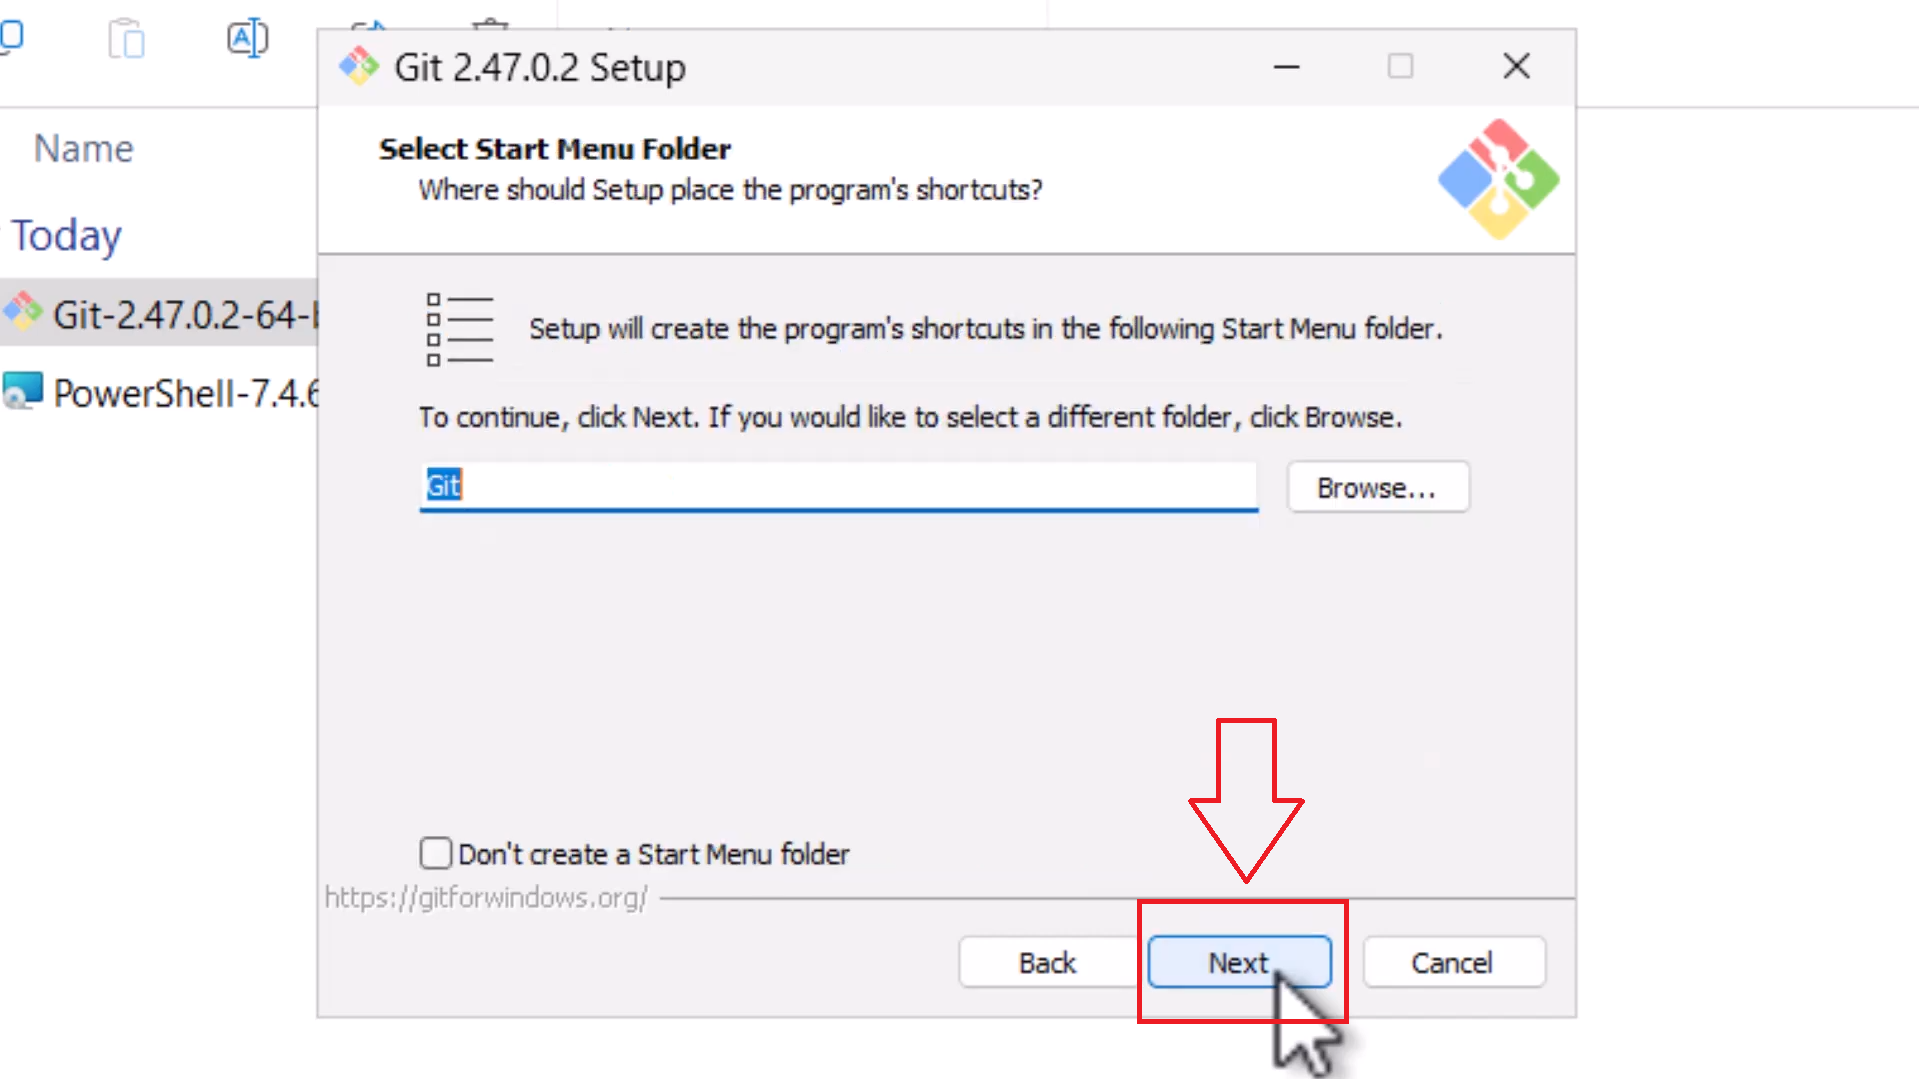 Git 2.47.0.2 Setup
Name
Select Start Menu Folder
Where should Setup place the program's shortcuts?
Today
Git-2.47.0.2-64-
Setup will create the program's shortcuts in the following Start Menu folder.
PowerShell-7.4.6
To continue, click Next. If you would like to select a different folder, click Browse.
Git
Browse...
Don't create a Start Menu folder
https://gitforwindows.org/
Back
Next
Cancel